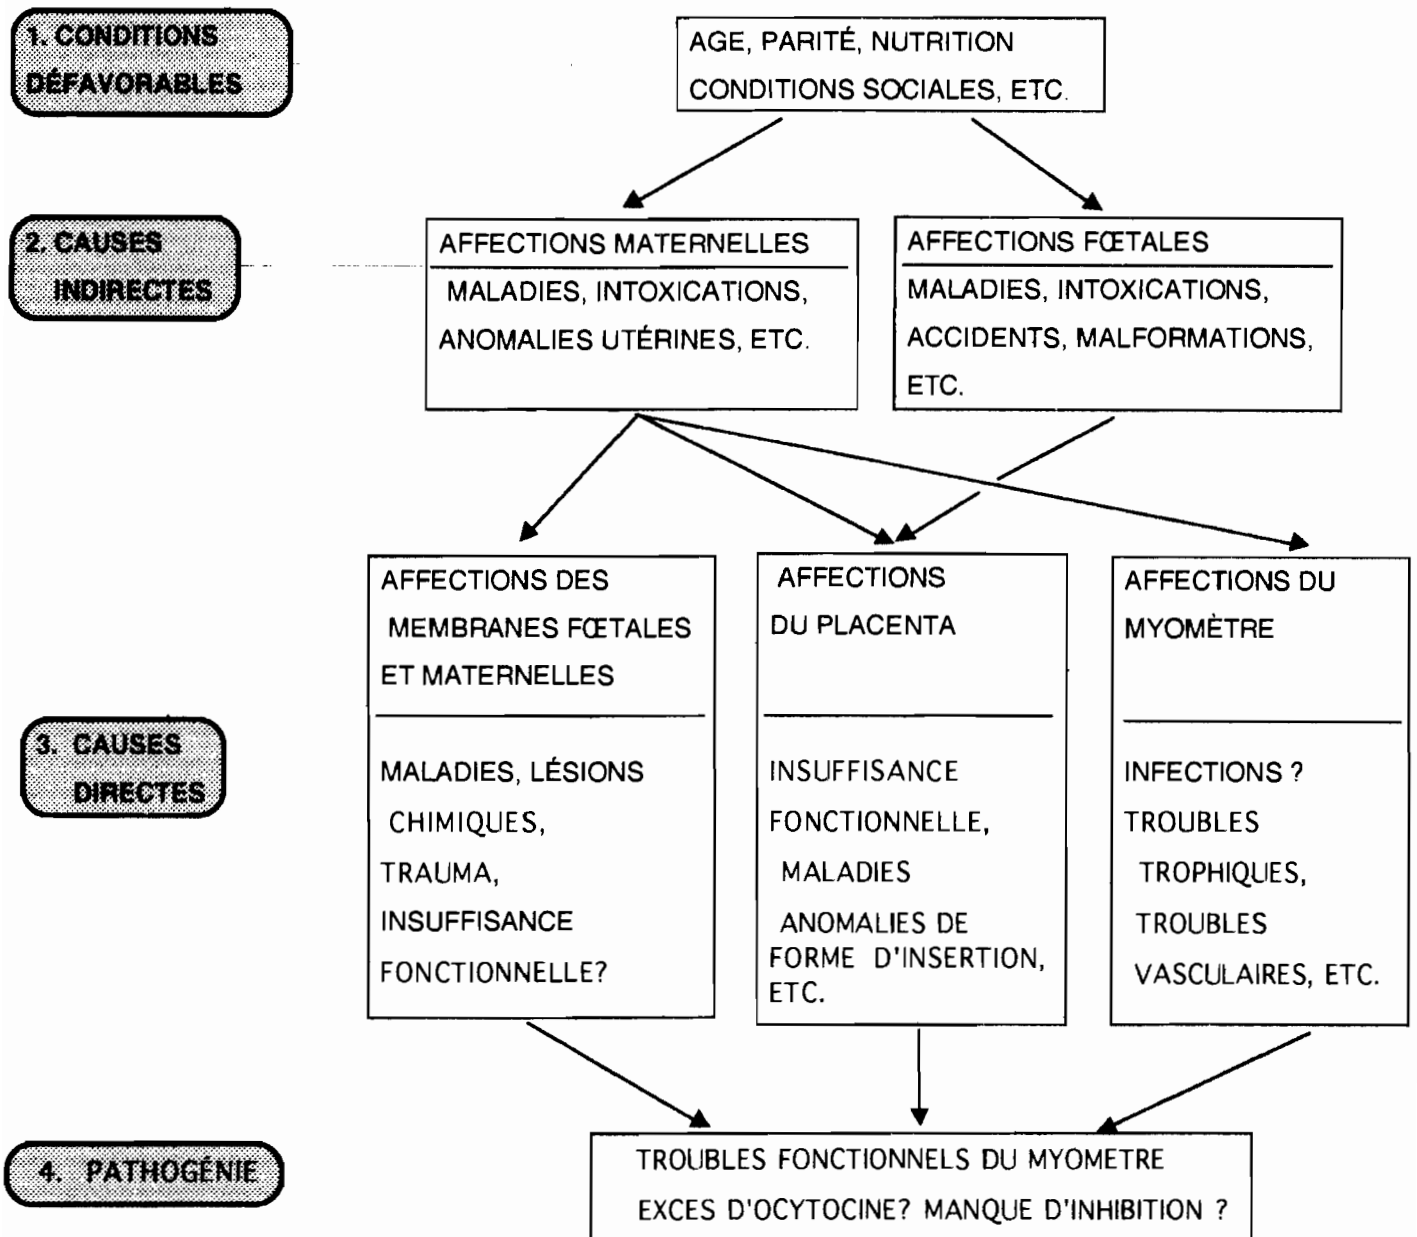 1. CONDITIONS
DÉFAVORABLES
AGE, PARITÉ, NUTRITION
CONDITIONS SOCIALES, ETC.
2. CAUSES
INDIRECTES
AFFECTIONS MATERNELLES
MALADIES, INTOXICATIONS,
ANOMALIES UTÉRINES, ETC.
AFFECTIONS FŒTALES
MALADIES, INTOXICATIONS,
ACCIDENTS, MALFORMATIONS,
ETC.
3. CAUSES
DIRECTES
AFFECTIONS DES
MEMBRANES FŒTALES
ET MATERNELLES
MALADIES, LÉSIONS
CHIMIQUES,
TRAUMA,
INSUFFISANCE
FONCTIONNELLE?
AFFECTIONS
DU PLACENTA
INSUFFISANCE
FONCTIONNELLE,
MALADIES
ANOMALIES DE
FORME D'INSERTION,
ETC.
AFFECTIONS DU
MYOMÈTRE
INFECTIONS ?
TROUBLES
TROPHIQUES,
TROUBLES
VASCULAIRES, ETC.
4. PATHOGÉNIE
TROUBLES FONCTIONNELS DU MYOMETRE
EXCES D'OCYTOCINE? MANQUE D'INHIBITION ?